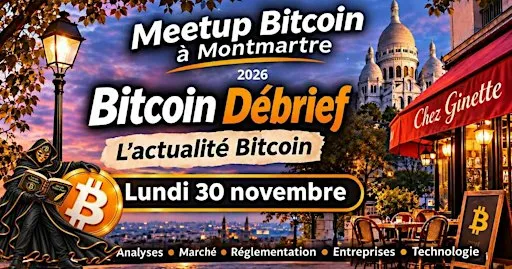 Meetup Bitcoin
à Montmartre
2026
Bitcoin Débrief
L'actualité Bitcoin
Lundi 30 novembre
Chez Ginette
Analyses • Marché • Réglementation • Entreprises • Technologie